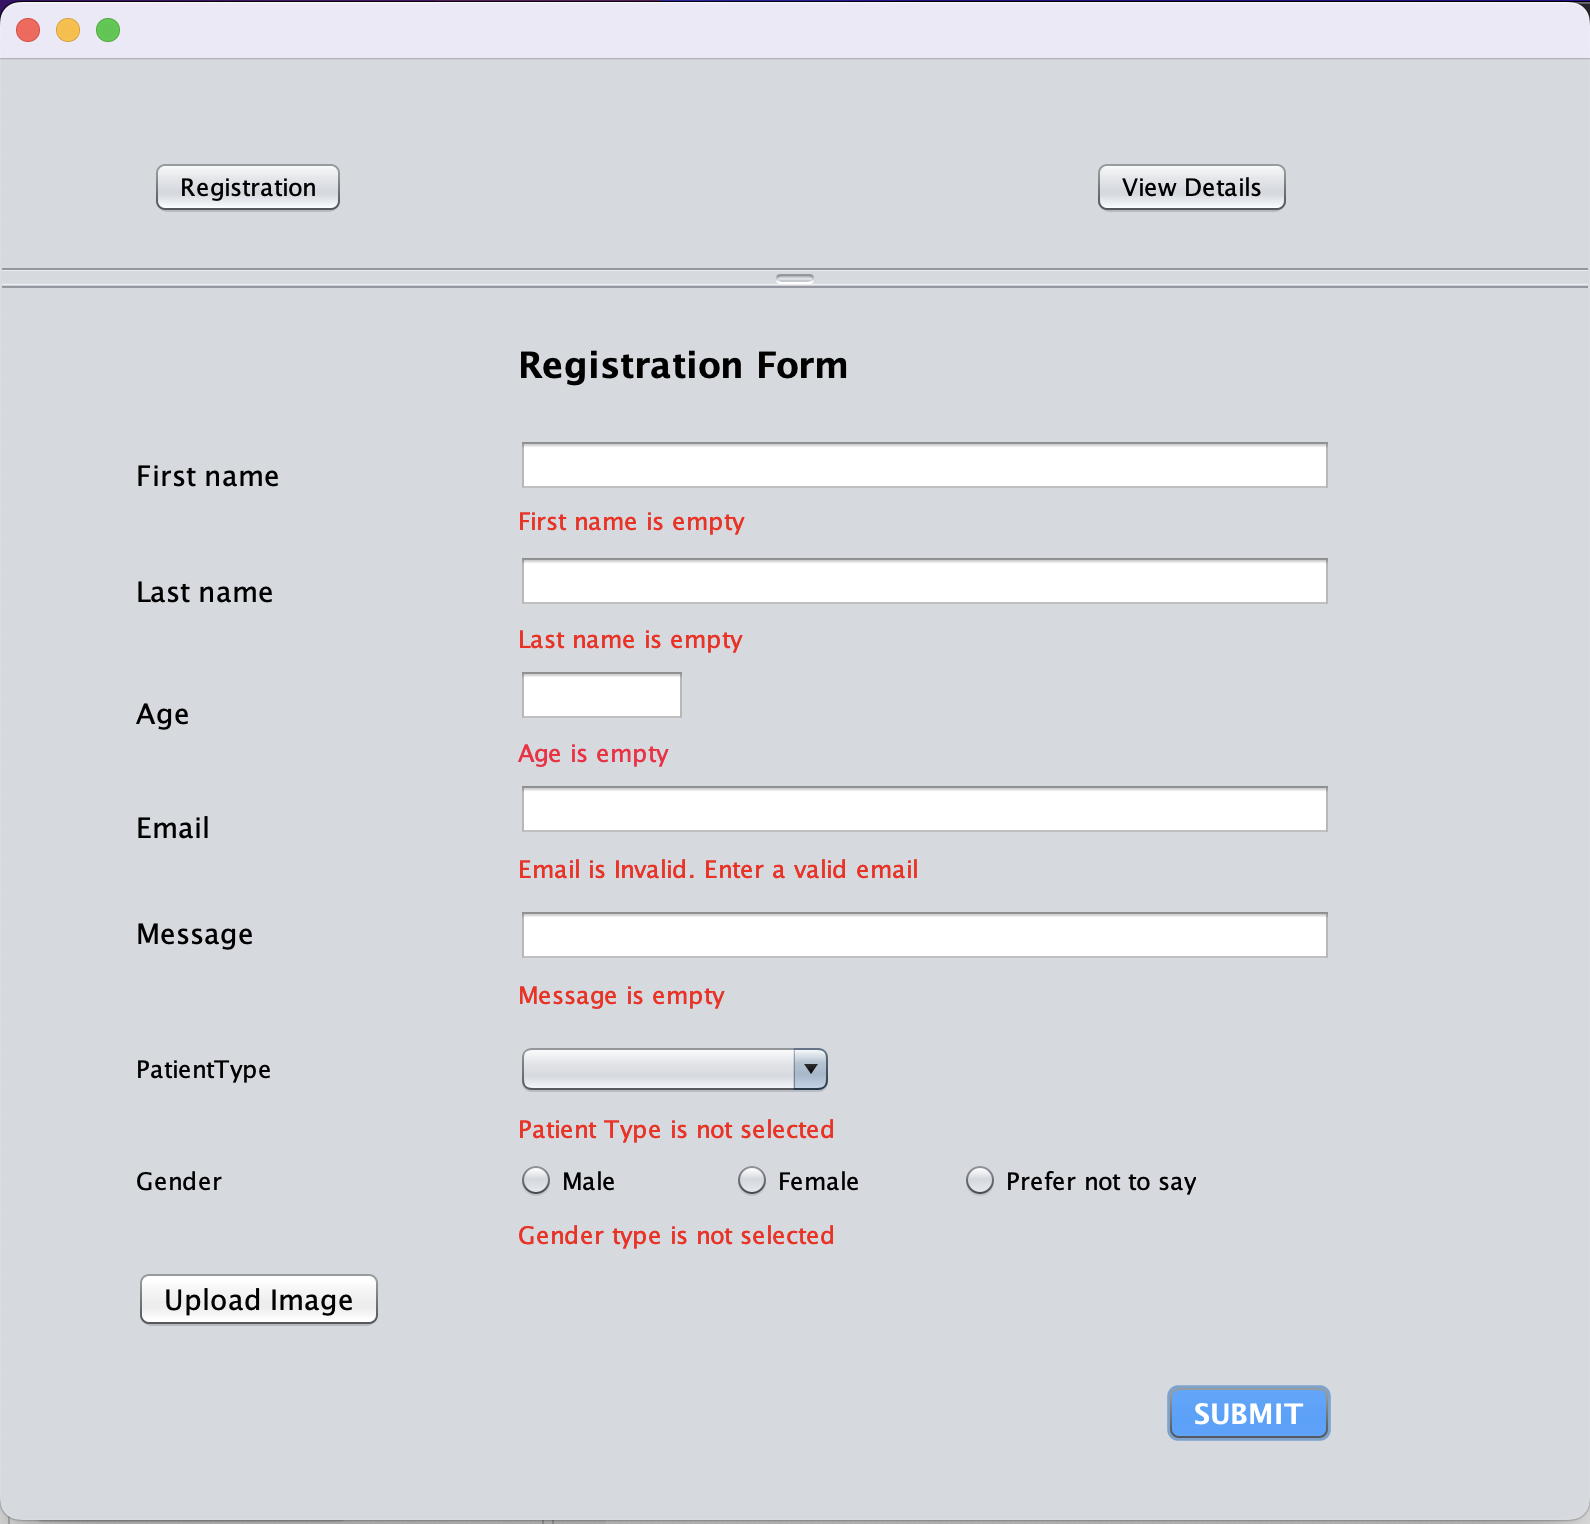 Registration View Details
Registration Form
First name
First name is empty
Last name
Last name is empty
Age
Age is empty
Email
Email is Invalid. Enter a valid email
Message
Message is empty
PatientType
Patient Type is not selected
Gender Male Female Prefer not to say
Gender type is not selected
Upload Image
SUBMIT